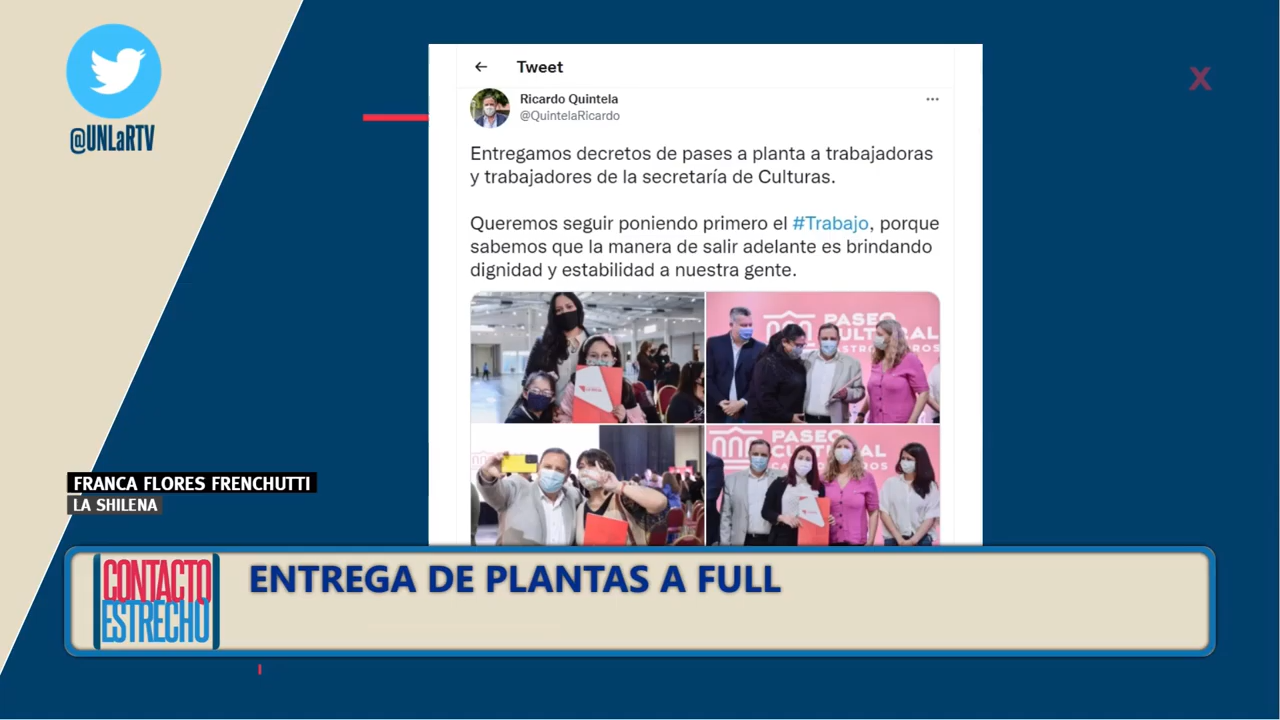 @UNLaRTV
X
Tweet
Ricardo Quintela
@QuintelaRicardo
Entregamos decretos de pases a planta a trabajadoras
y trabajadores de la secretaría de Culturas.
Queremos seguir poniendo primero el #Trabajo, porque
sabemos que la manera de salir adelante es brindando
dignidad y estabilidad a nuestra gente.
PASEO
CULTURAL
PASEO
CULTURAL
FRANCA FLORES FRENCHUTTI
LA SHILENA
CONTACTO
ESTRECHO
ENTREGA DE PLANTAS A FULL